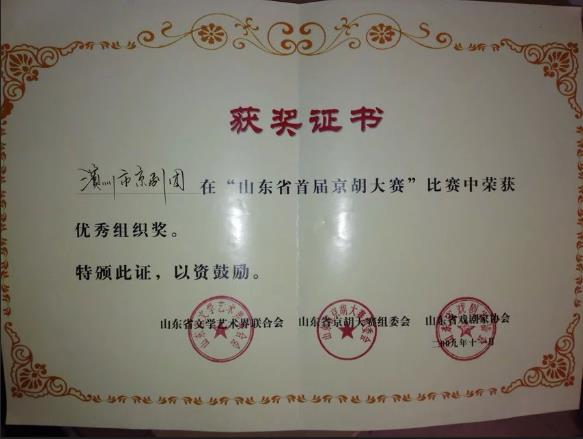 获奖证书
滨州市京剧团在“山东省首届京胡大赛”比赛中荣获
优秀组织奖。
特颁此证，以资鼓励。
山东省文学艺术界联合会 山东省京胡大赛组委会 山东省戏剧家协会
二00九年十一月